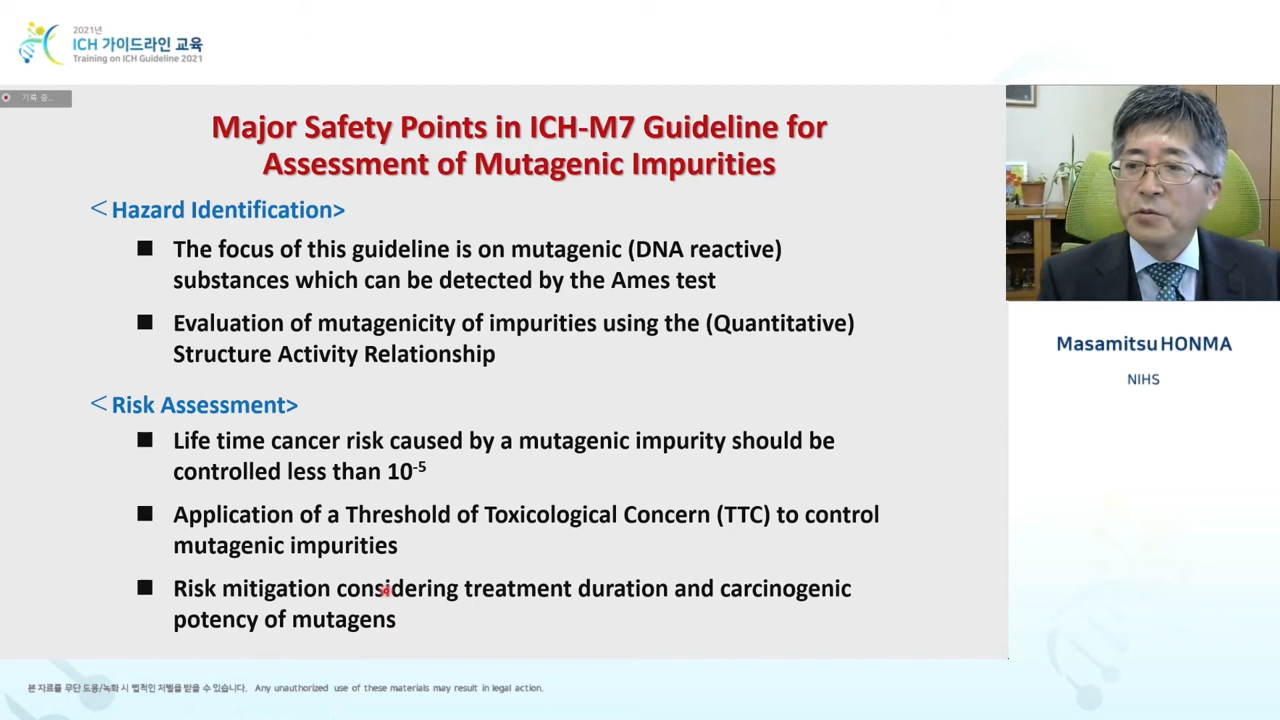 2021년
ICH 가이드라인 교육
Training on ICH Guideline 2021
기록 중...
Major Safety Points in ICH-M7 Guideline for
Assessment of Mutagenic Impurities
<Hazard Identification>
■ The focus of this guideline is on mutagenic (DNA reactive)
substances which can be detected by the Ames test
■ Evaluation of mutagenicity of impurities using the (Quantitative)
Structure Activity Relationship
<Risk Assessment>
■ Life time cancer risk caused by a mutagenic impurity should be
controlled less than 10⁻⁵
■ Application of a Threshold of Toxicological Concern (TTC) to control
mutagenic impurities
■ Risk mitigation considering treatment duration and carcinogenic
potency of mutagens
Masamitsu HONMA
NIHS
본 자료를 무단 도용/녹화 시 법적인 처벌을 받을 수 있습니다. Any unauthorized use of these materials may result in legal action.